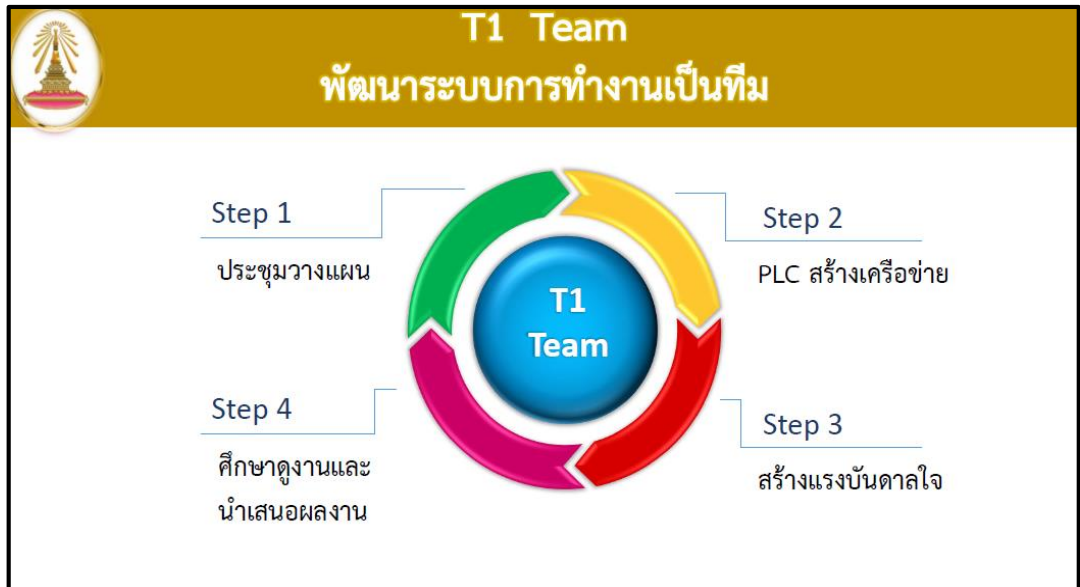 T1 Team
พัฒนาระบบการทำงานเป็นทีม
Step 1
ประชุมวางแผน
Step 2
PLC สร้างเครือข่าย
T1
Team
Step 3
สร้างแรงบันดาลใจ
Step 4
ศึกษาดูงานและ
นำเสนอผลงาน